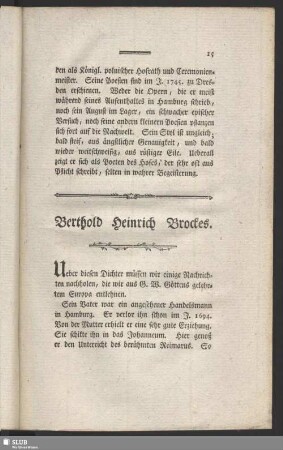 15
den als Königl. polnischer Hofrath und Ceremonien-
meister. Seine Poesien sind im J. 1745. zu Dres-
den erschienen. Weder die Opern, die er meist
während seines Aufenthaltes in Hamburg schrieb,
noch sein August im Lager, ein schwacher epischer
Versuch, noch seine andern kleinern Poesien pflanzen
sich fort auf die Nachwelt. Sein Styl ist ungleich;
bald steif, aus ängstlicher Genauigkeit, und bald
wieder weitschweifig, aus rüstiger Eile. Ueberall
zeigt er sich als Poeten des Hofes, der sehr oft aus
Pflicht schreibt, selten in wahrer Begeisterung.
Berthold Heinrich Brockes.
Ueber diesen Dichter müssen wir einige Nachrich-
ten nachholen, die wir aus G. W. Göttens gelehr-
tem Europa entlehnen.
Sein Vater war ein angesehener Handelsmann
in Hamburg. Er verlor ihn schon im J. 1694.
Von der Mutter erhielt er eine sehr gute Erziehung.
Sie schikte ihn in das Johanneum. Hier genoß
er den Unterricht des berühmten Reimarus. So
SLUB